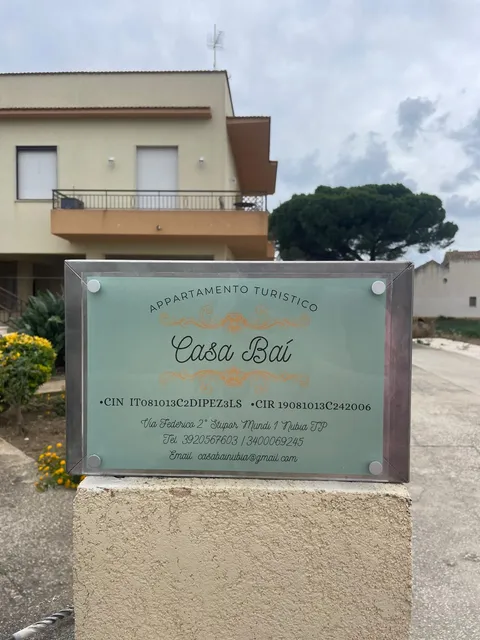 APPARTAMENTO TURISTICO
Casa Baí
•CIN IT081013C2DIPEZ3LS •CIR 19081013C242006
Via Federico 2° Stupor Mundi 1 Nubia TP
Tel. 3920567603 / 3400069245
Email casabainubia@gmail.com